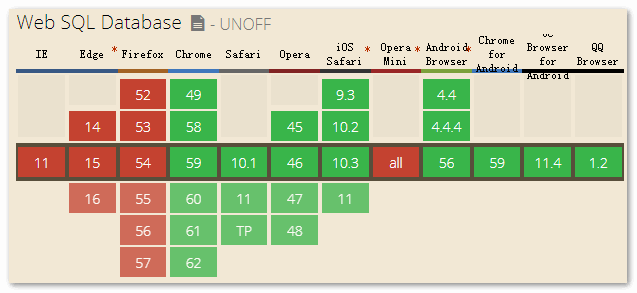 Web SQL Database - UNOFF
IE Edge * Firefox Chrome Safari Opera iOS Safari * Opera Mini * Android Browser * Chrome for Android Browser for Android QQ Browser
52 49 9.3 4.4
14 53 58 45 10.2 4.4.4
11 15 54 59 10.1 46 10.3 all 56 59 11.4 1.2
16 55 60 11 47 11
56 61 TP 48
57 62